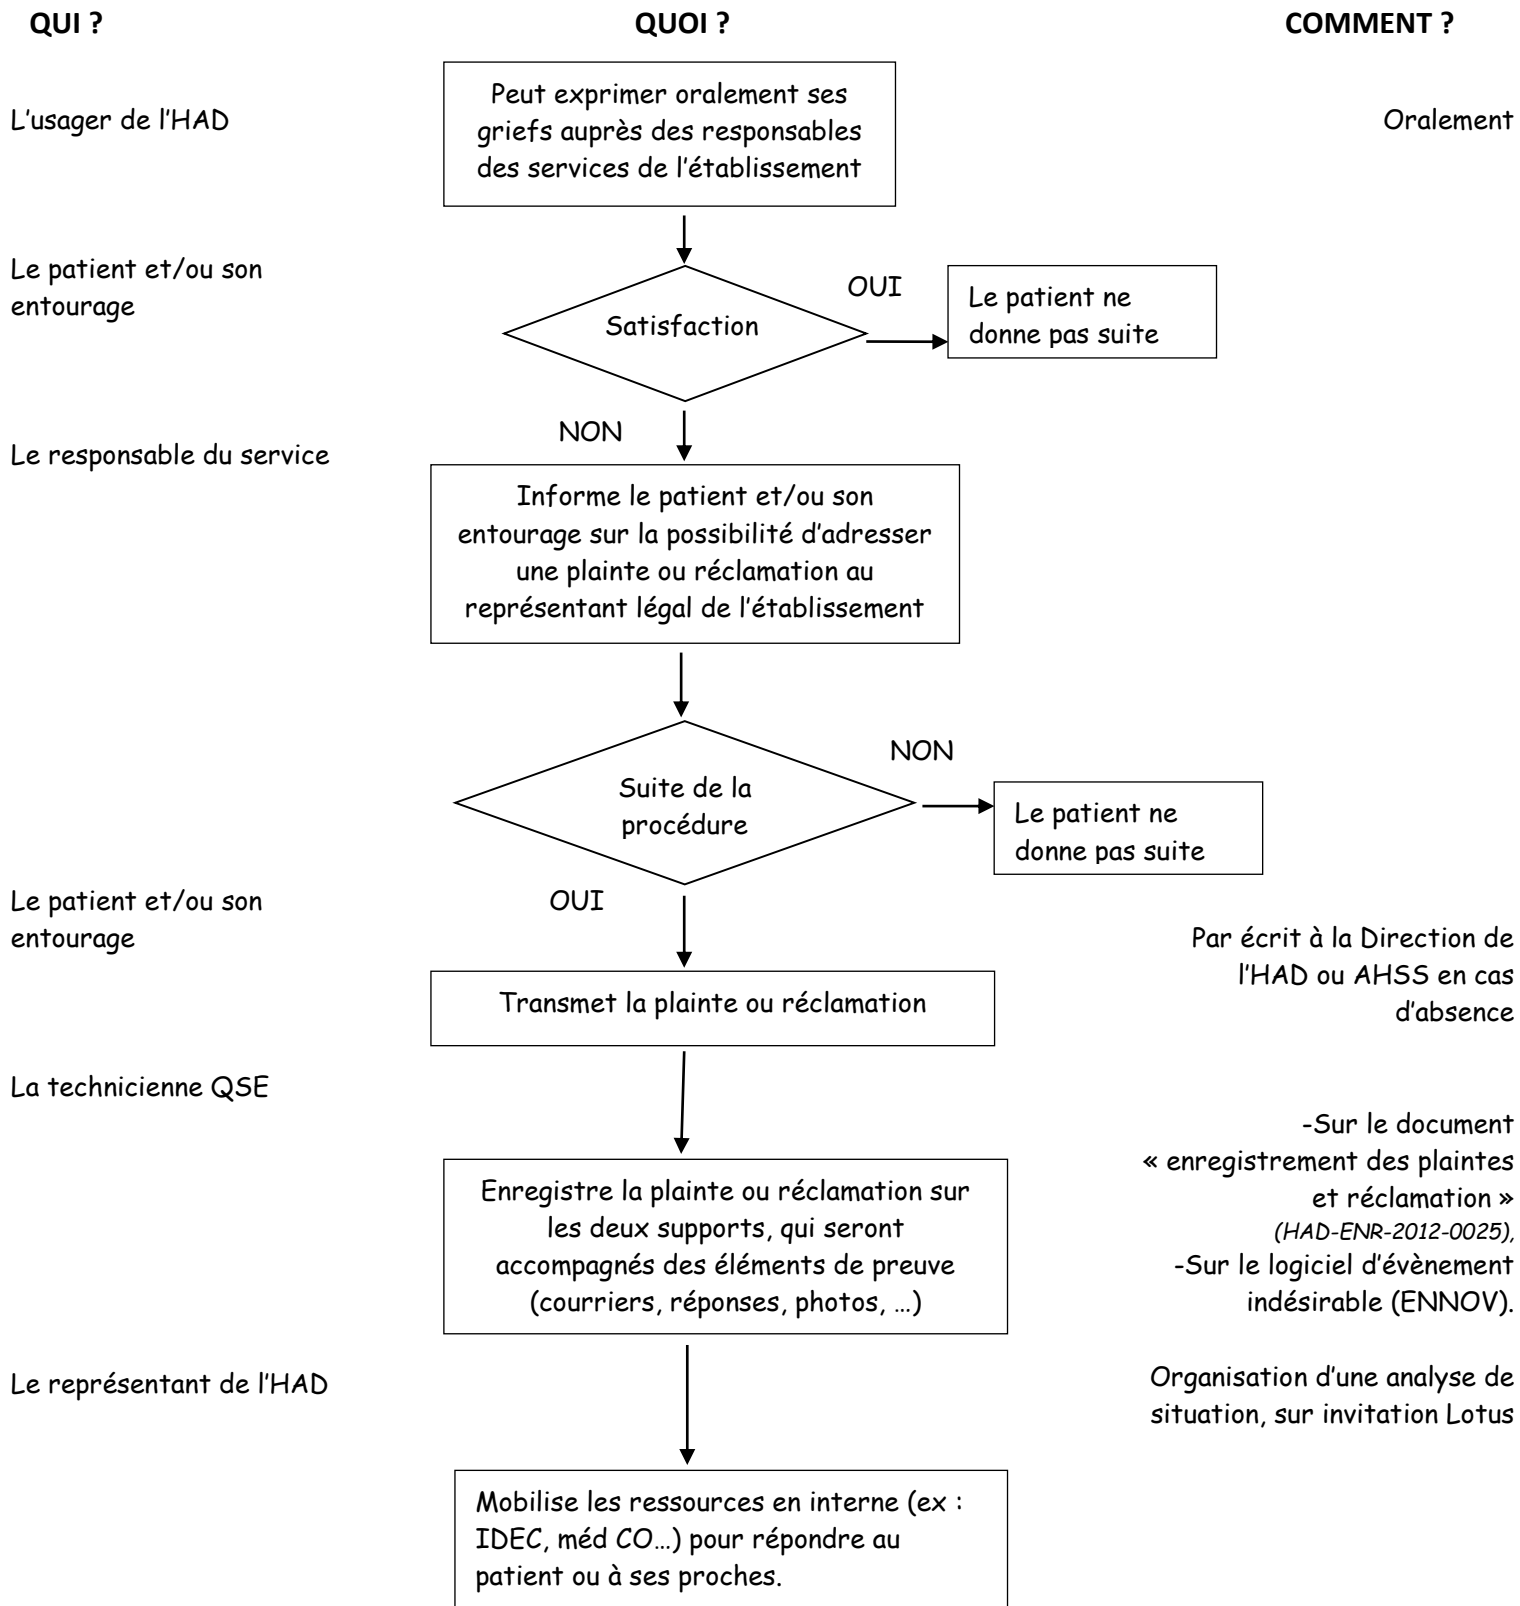 QUI ?
QUOI ?
COMMENT ?
L'usager de l'HAD
Peut exprimer oralement ses
griefs auprès des responsables
des services de l'établissement
Oralement
Le patient et/ou son
entourage
Satisfaction
OUI
Le patient ne
donne pas suite
NON
Le responsable du service
Informe le patient et/ou son
entourage sur la possibilité d'adresser
une plainte ou réclamation au
représentant légal de l'établissement
Suite de la
procédure
NON
Le patient ne
donne pas suite
OUI
Le patient et/ou son
entourage
Transmet la plainte ou réclamation
Par écrit à la Direction de
l'HAD ou AHSS en cas
d'absence
La technicienne QSE
Enregistre la plainte ou réclamation sur
les deux supports, qui seront
accompagnés des éléments de preuve
(courriers, réponses, photos, …)
-Sur le document
« enregistrement des plaintes
et réclamation »
(HAD-ENR-2012-0025),
-Sur le logiciel d'évènement
indésirable (ENNOV).
Le représentant de l'HAD
Organisation d'une analyse de
situation, sur invitation Lotus
Mobilise les ressources en interne (ex :
IDEC, méd CO…) pour répondre au
patient ou à ses proches.